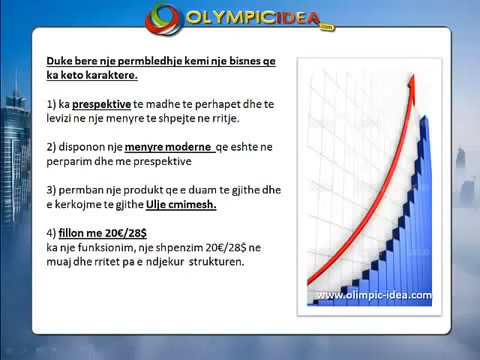 OLYMPICIDEA
.com
Duke bere nje permbledhje kemi nje bisnes qe
ka keto karaktere.
1) ka prespektive te madhe te perhapet dhe te
levizi ne nje menyre te shpejte ne rritje.
2) disponon nje menyre moderne qe eshte ne
perparim dhe me prespektive
3) permban nje produkt qe e duam te gjithe dhe
e kerkojme te gjithe Ulje cmimesh.
4) fillon me 20€/28$
ka nje funksionim, nje shpenzim 20€/28$ ne
muaj dhe rritet pa e ndjekur strukturen.
www.olimpic-idea.com